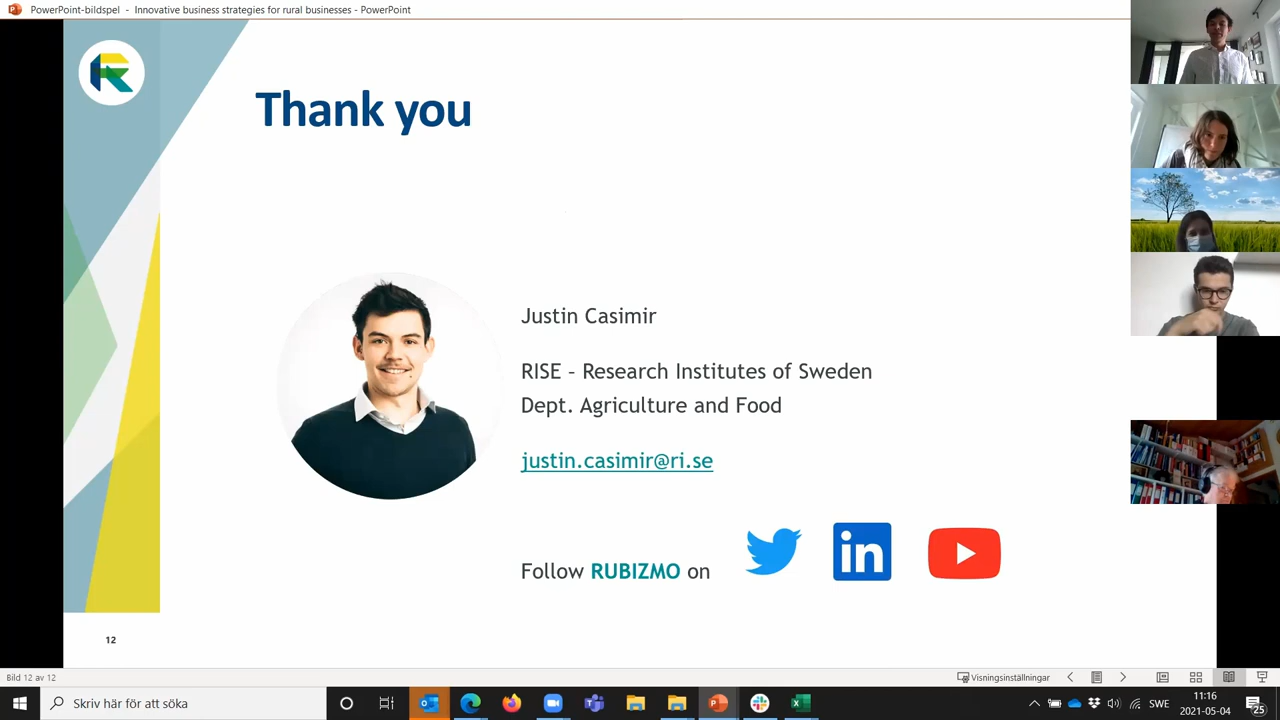 PowerPoint-bildspel - Innovative business strategies for rural businesses - PowerPoint
Thank you
Justin Casimir
RISE – Research Institutes of Sweden
Dept. Agriculture and Food
justin.casimir@ri.se
Follow RUBIZMO on
in
12
Bild 12 av 12
Visningsinställningar
Skriv här för att söka
SWE
11:16
2021-05-04
25